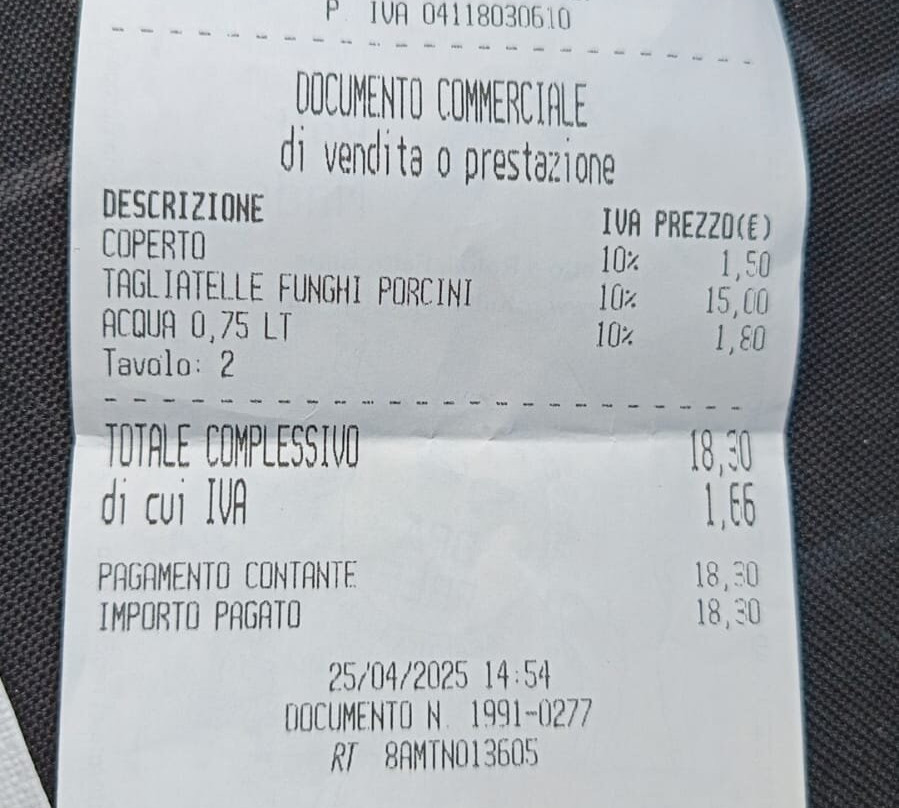 P. IVA 04118030610
DOCUMENTO COMMERCIALE
di vendita o prestazione
DESCRIZIONE IVA PREZZO(€)
COPERTO 10% 1,50
TAGLIATELLE FUNGHI PORCINI 10% 15,00
ACQUA 0,75 LT 10% 1,80
Tavolo: 2
TOTALE COMPLESSIVO 18,30
di cui IVA 1,66
PAGAMENTO CONTANTE 18,30
IMPORTO PAGATO 18,30
25/04/2025 14:54
DOCUMENTO N. 1991-0277
RT 8AMTN013605